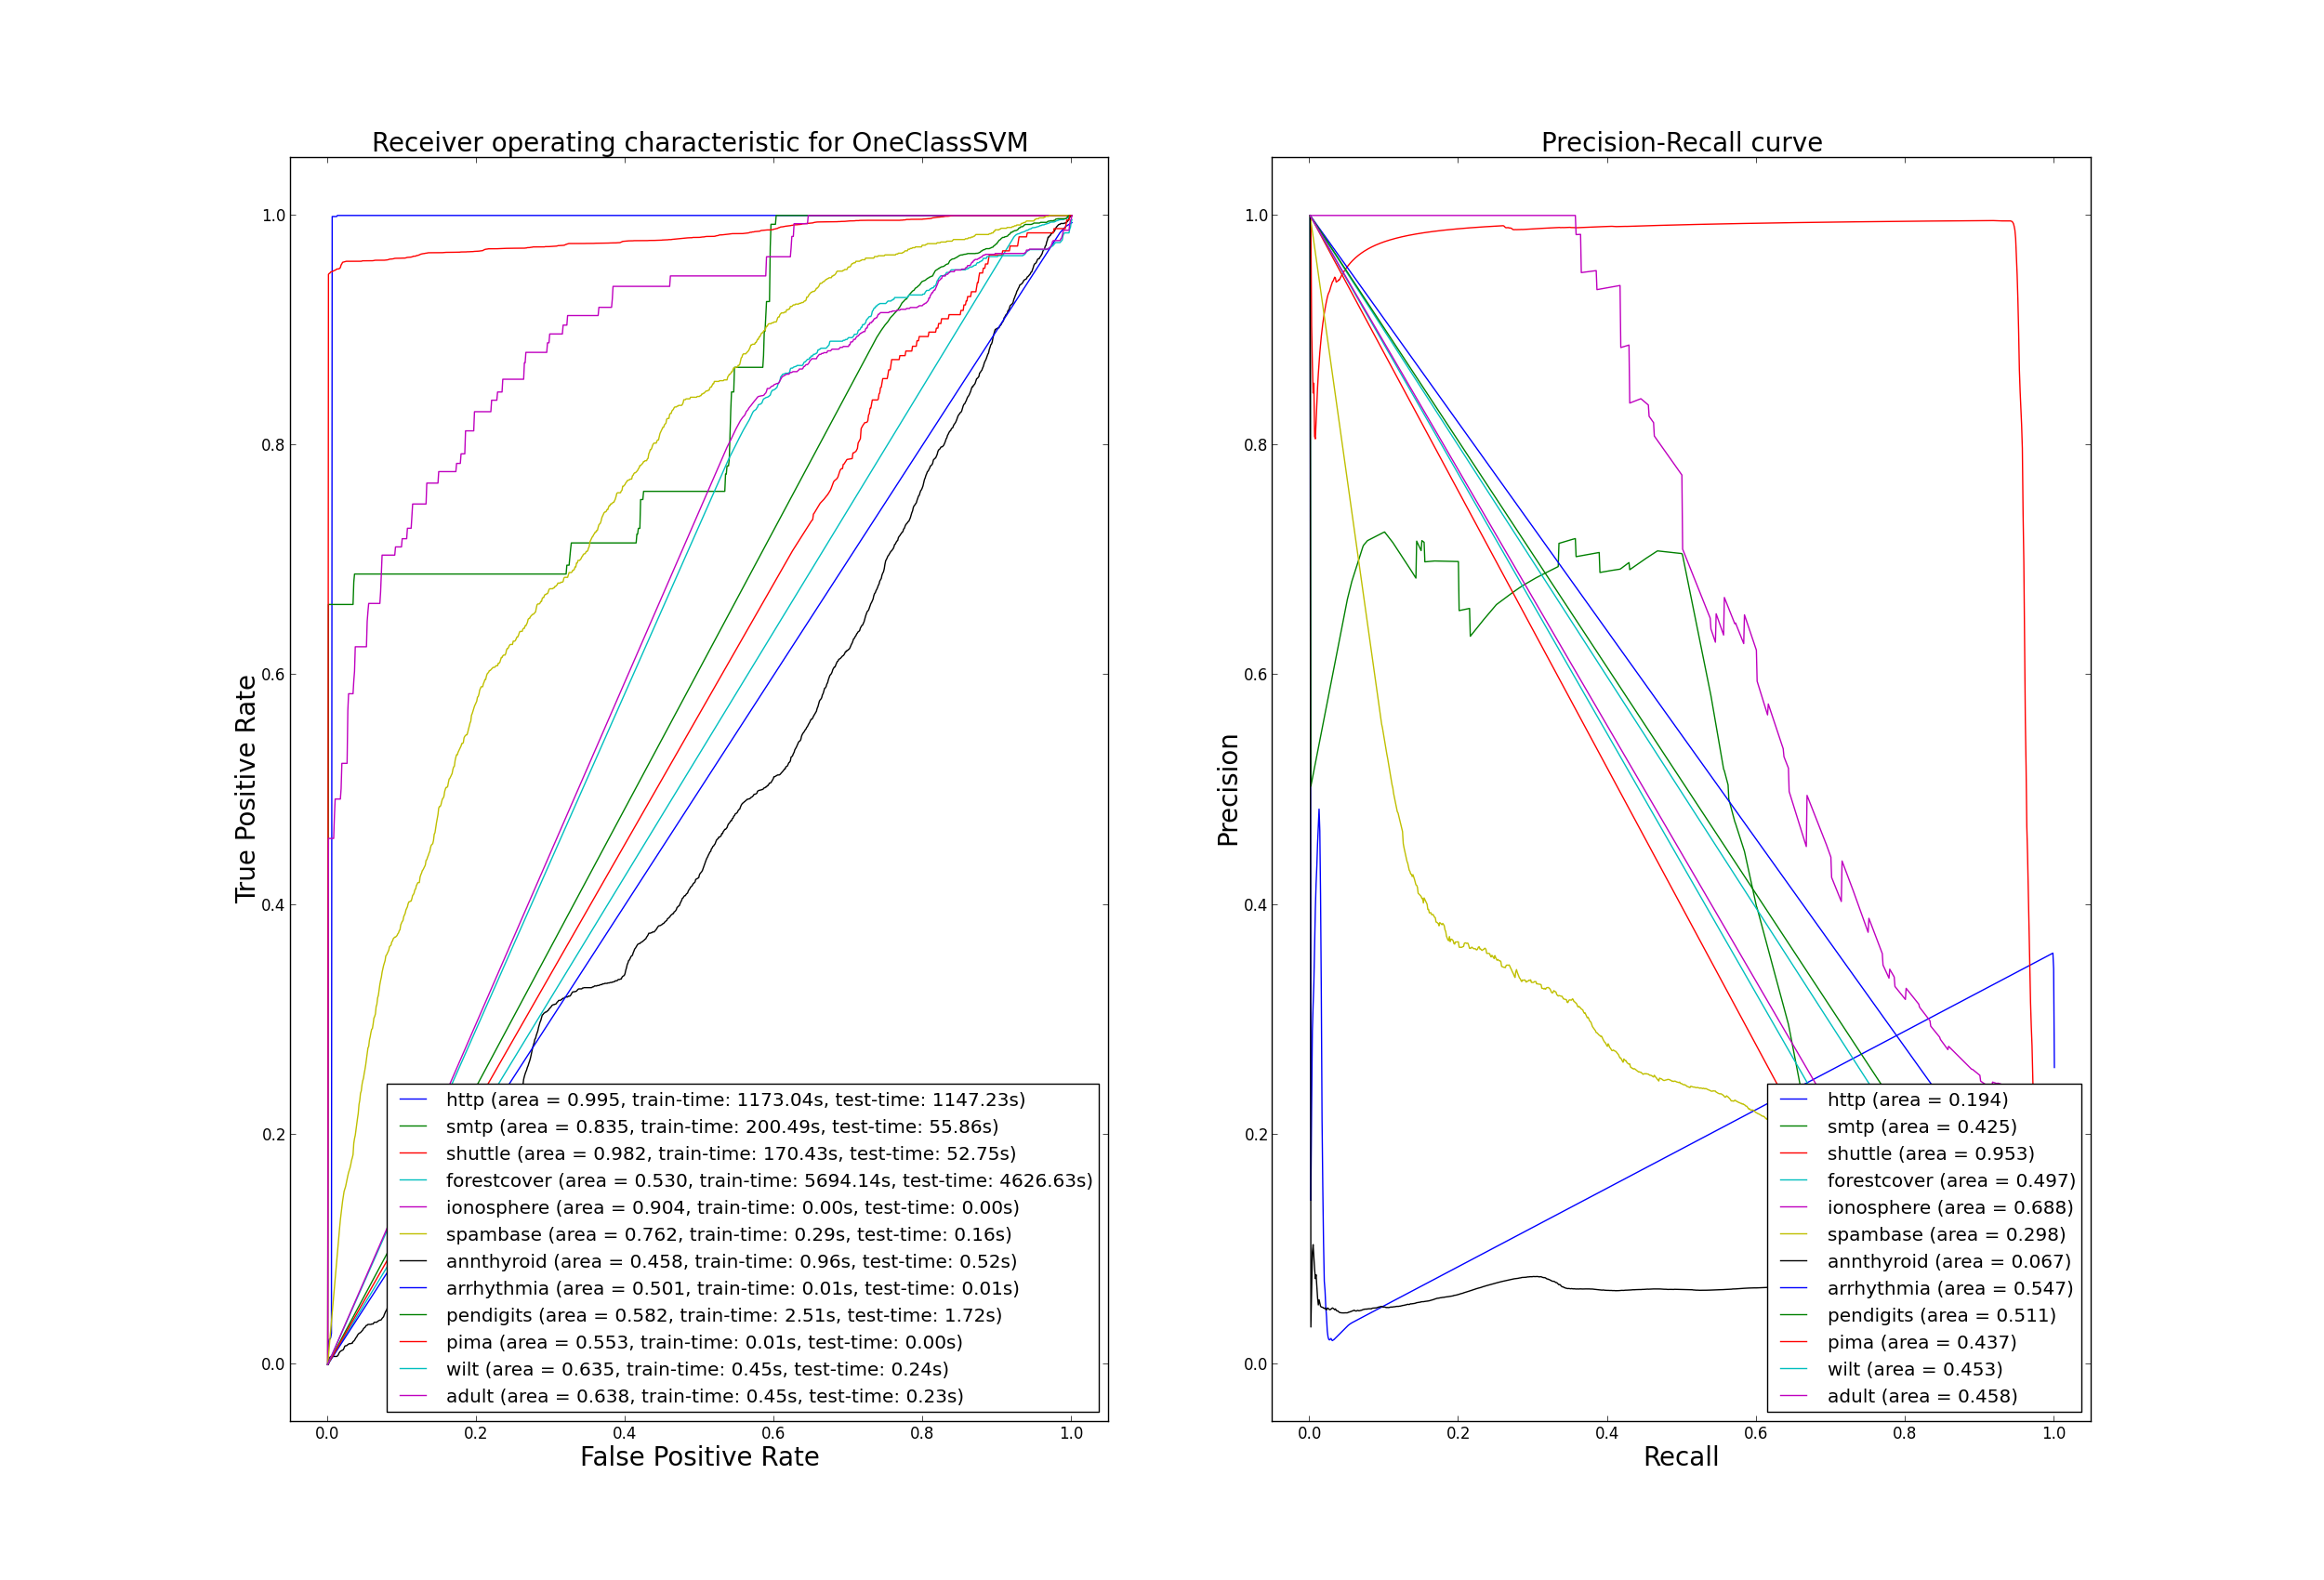 Receiver operating characteristic for OneClassSVM
1.0
0.8
0.6
0.4
0.2
0.0
True Positive Rate
http (area = 0.995, train-time: 1173.04s, test-time: 1147.23s)
smtp (area = 0.835, train-time: 200.49s, test-time: 55.86s)
shuttle (area = 0.982, train-time: 170.43s, test-time: 52.75s)
forestcover (area = 0.530, train-time: 5694.14s, test-time: 4626.63s)
ionosphere (area = 0.904, train-time: 0.00s, test-time: 0.00s)
spambase (area = 0.762, train-time: 0.29s, test-time: 0.16s)
annthyroid (area = 0.458, train-time: 0.96s, test-time: 0.52s)
arrhythmia (area = 0.501, train-time: 0.01s, test-time: 0.01s)
pendigits (area = 0.582, train-time: 2.51s, test-time: 1.72s)
pima (area = 0.553, train-time: 0.01s, test-time: 0.00s)
wilt (area = 0.635, train-time: 0.45s, test-time: 0.24s)
adult (area = 0.638, train-time: 0.45s, test-time: 0.23s)
0.0 0.2 0.4 0.6 0.8 1.0
False Positive Rate
Precision-Recall curve
1.0
0.8
0.6
0.4
0.2
0.0
Precision
http (area = 0.194)
smtp (area = 0.425)
shuttle (area = 0.953)
forestcover (area = 0.497)
ionosphere (area = 0.688)
spambase (area = 0.298)
annthyroid (area = 0.067)
arrhythmia (area = 0.547)
pendigits (area = 0.511)
pima (area = 0.437)
wilt (area = 0.453)
adult (area = 0.458)
0.0 0.2 0.4 0.6 0.8 1.0
Recall